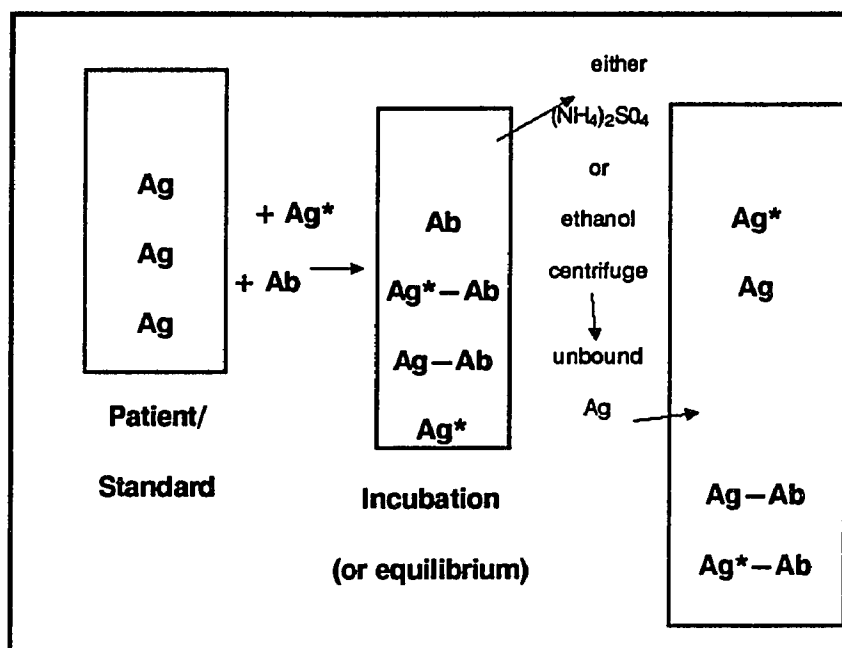 Ag
Ag
Ag
Patient/
Standard
+ Ag*
+ Ab
Ab
Ag*–Ab
Ag–Ab
Ag*
Incubation
(or equilibrium)
either
(NH₄)₂SO₄
or
ethanol
centrifuge
unbound
Ag
Ag*
Ag
Ag–Ab
Ag*–Ab